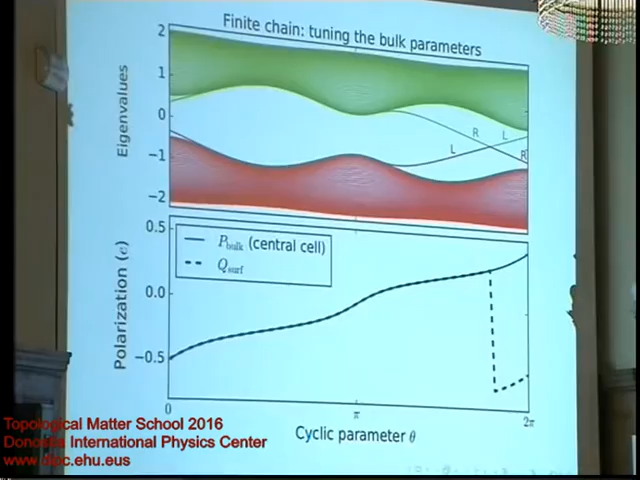 Finite chain: tuning the bulk parameters
2
1
0
−1
−2
Eigenvalues
R
L
L
R
0.5
0.0
−0.5
Polarization (e)
P_bulk (central cell)
Q_surf
0
π
2π
Cyclic parameter θ
Topological Matter School 2016
Donostia International Physics Center
www.dipc.ehu.eus